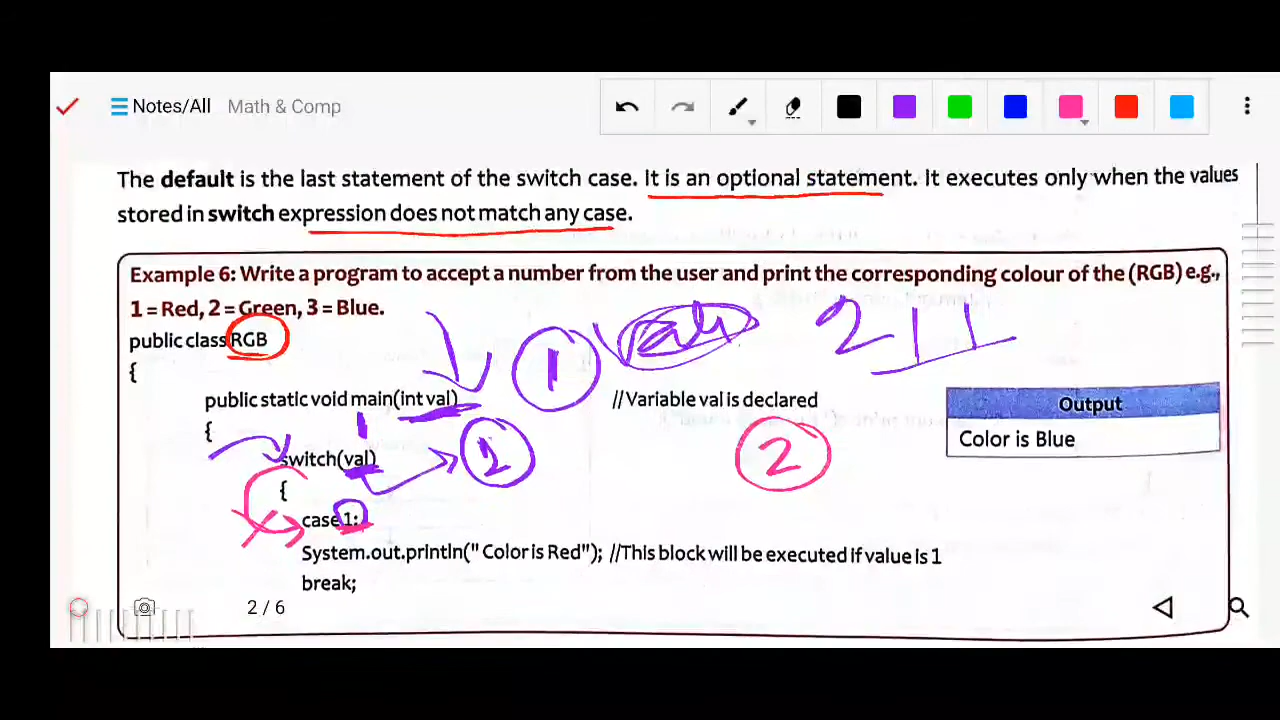 Notes/All Math & Comp
The default is the last statement of the switch case. It is an optional statement. It executes only when the values
stored in switch expression does not match any case.
Example 6: Write a program to accept a number from the user and print the corresponding colour of the (RGB) e.g.,
1 = Red, 2 = Green, 3 = Blue.
public class RGB
{
public static void main(int val) //Variable val is declared
{
switch(val)
{
case 1:
System.out.println(" Color is Red"); //This block will be executed if value is 1
break;
Output
Color is Blue
1
211
1
2
2
2 / 6